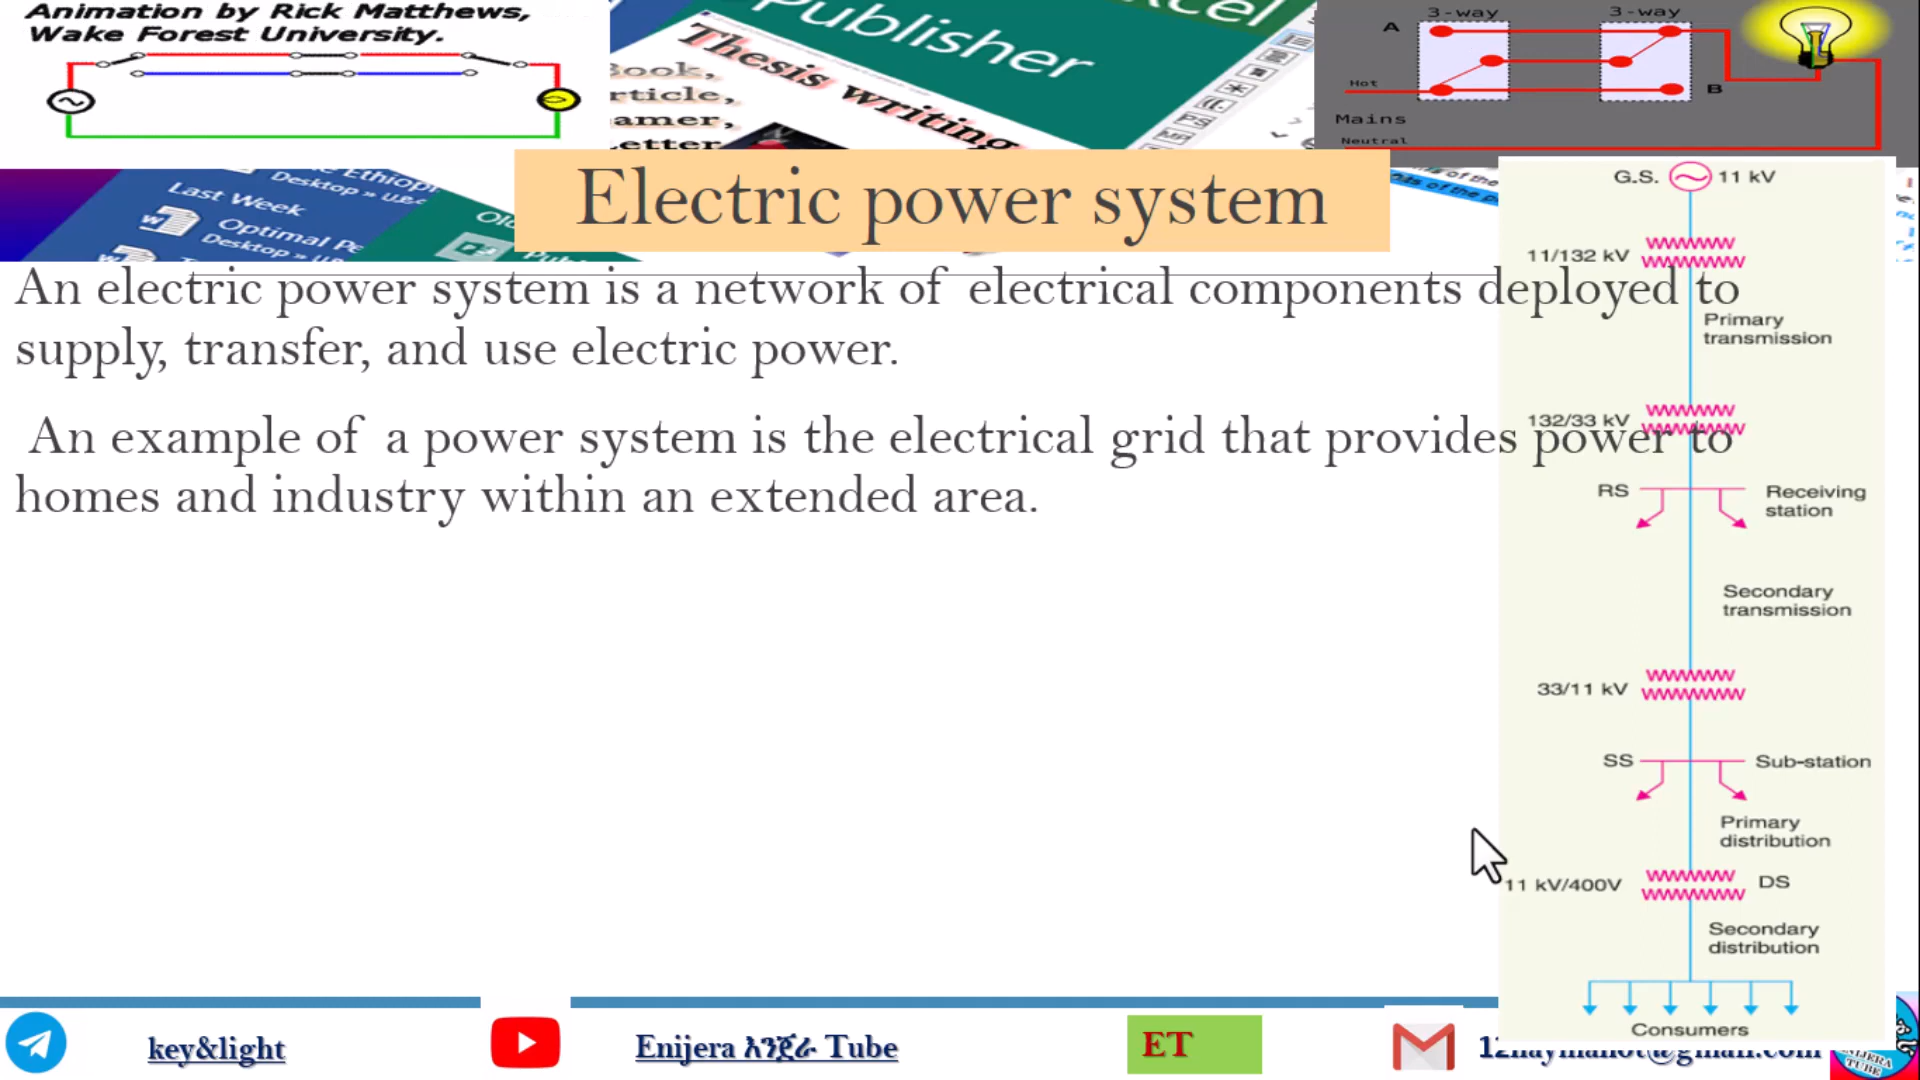 Animation by Rick Matthews,
Wake Forest University.
Publisher
Thesis writing
Last Week
Desktop »
Desktop »
3-way
3-way
A
Hot
B
Mains
Neutral
Electric power system
An electric power system is a network of electrical components deployed to
supply, transfer, and use electric power.
An example of a power system is the electrical grid that provides power to
homes and industry within an extended area.
G.S.
11 kV
11/132 kV
Primary
transmission
132/33 kV
RS
Receiving
station
Secondary
transmission
33/11 kV
SS
Sub-station
Primary
distribution
11 kV/400V
DS
Secondary
distribution
Consumers
key&light
Enijera እንጀራ Tube
ET
TUBE